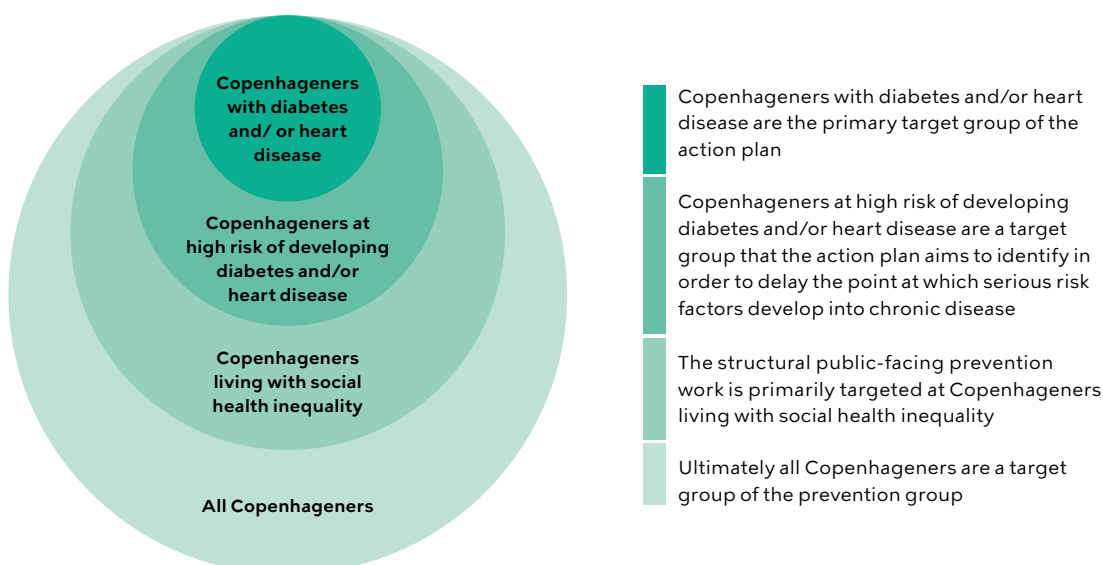 Copenhageners
with diabetes
and/ or heart
disease
Copenhageners at
high risk of developing
diabetes and/or
heart disease
Copenhageners
living with social
health inequality
All Copenhageners
Copenhageners with diabetes and/or heart
disease are the primary target group of the
action plan
Copenhageners at high risk of developing
diabetes and/or heart disease are a target
group that the action plan aims to identify in
order to delay the point at which serious risk
factors develop into chronic disease
The structural public-facing prevention
work is primarily targeted at Copenhageners
living with social health inequality
Ultimately all Copenhageners are a target
group of the prevention group